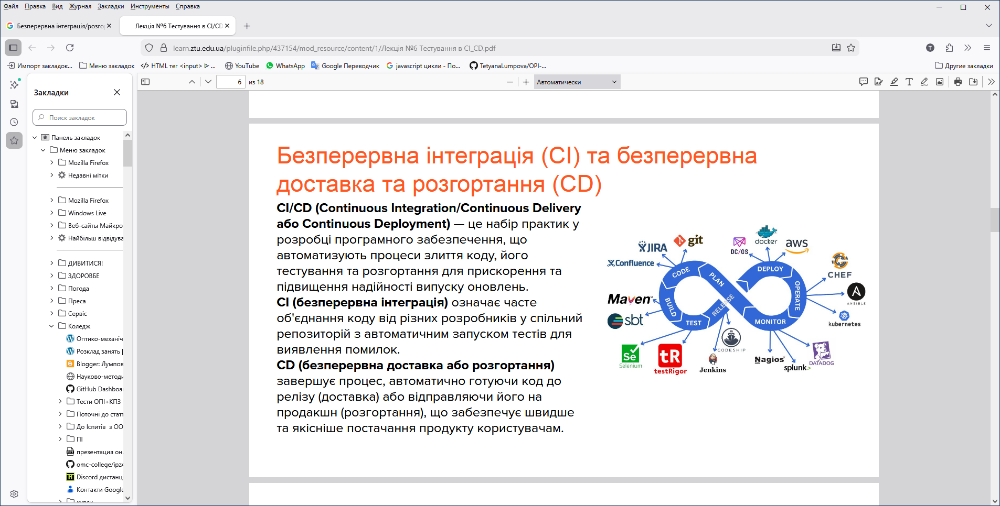 Файл Правка Вид Журнал Закладки Инструменты Справка
Безперервна інтеграція/розго
Лекція №6 Тестування в CI/CD
learn.ztu.edu.ua/pluginfile.php/437154/mod_resource/content/1/Лекція №6 Тестування в CI_CD.pdf
T
Импорт закладок...
Меню закладок
HTML тег <input> ⊳ ...
YouTube
WhatsApp
Google Переводчик
javascript цикли - По...
TetyanaLumpova/OPI-...
Другие закладки
6 из 18
Автоматически
Закладки
Поиск закладок
Панель закладок
Меню закладок
Mozilla Firefox
Недавні мітки
Mozilla Firefox
Windows Live
Веб-сайты Майкро
Найбільш відвідува
ДИВИТИСЯ!
ЗДОРОВБЕ
Погода
Преса
Сервіс
Коледж
Оптико-механіч
Розклад занять |
Blogger: Лумпов
Науково-методи
GitHub Dashboa
Тести ОПІ+КПЗ
Поточні до статт
До Іспитів з ОО
ПІ
презентация он.
omc-college/ipz4
Discord дистанці
Контакти Google
курси
Безперервна інтеграція (CI) та безперервна
доставка та розгортання (CD)
CI/CD (Continuous Integration/Continuous Delivery
або Continuous Deployment) — це набір практик у
розробці програмного забезпечення, що
автоматизують процеси злиття коду, його
тестування та розгортання для прискорення та
підвищення надійності випуску оновлень.
CI (безперервна інтеграція) означає часте
об'єднання коду від різних розробників у спільний
репозиторій з автоматичним запуском тестів для
виявлення помилок.
CD (безперервна доставка або розгортання)
завершує процес, автоматично готуючи код до
релізу (доставка) або відправляючи його на
продакшн (розгортання), що забезпечує швидше
та якісніше постачання продукту користувачам.
JIRA
git
Confluence
DC/OS
docker
aws
CHEF
ANSIBLE
kubernetes
Maven™
sbt
CODE
PLAN
BUILD
TEST
RELEASE
DEPLOY
OPERATE
MONITOR
Se
Selenium
tR
testRigor
CODESHIP
Jenkins
Nagios®
splunk>
DATADOG